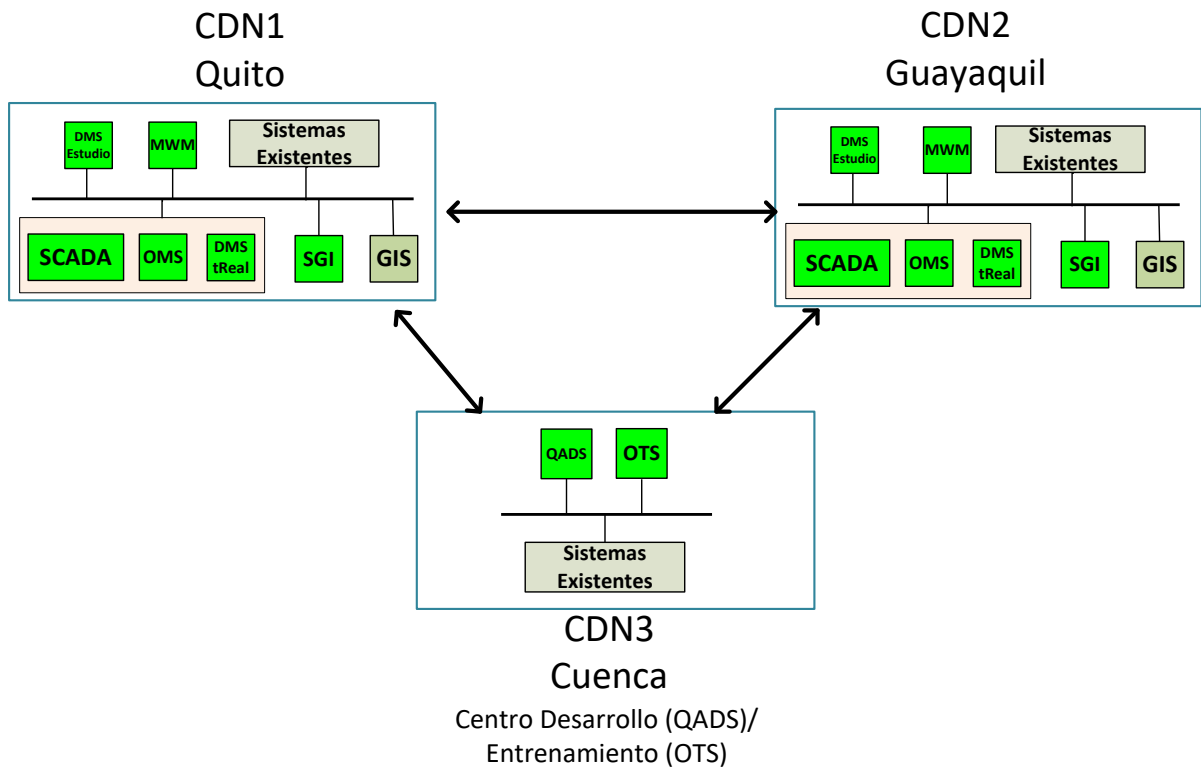 CDN1
Quito
DMS
Estudio
MWM
Sistemas
Existentes
SCADA
OMS
DMS
tReal
SGI
GIS
CDN2
Guayaquil
DMS
Estudio
MWM
Sistemas
Existentes
SCADA
OMS
DMS
tReal
SGI
GIS
QADS
OTS
Sistemas
Existentes
CDN3
Cuenca
Centro Desarrollo (QADS)/
Entrenamiento (OTS)